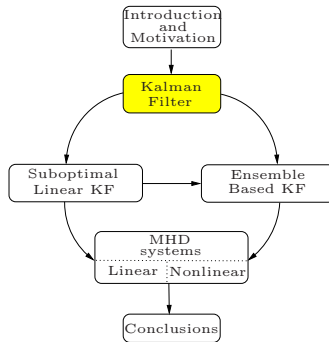 Introduction
and
Motivation
Kalman
Filter
Suboptimal
Linear KF
Ensemble
Based KF
MHD
systems
Linear
Nonlinear
Conclusions